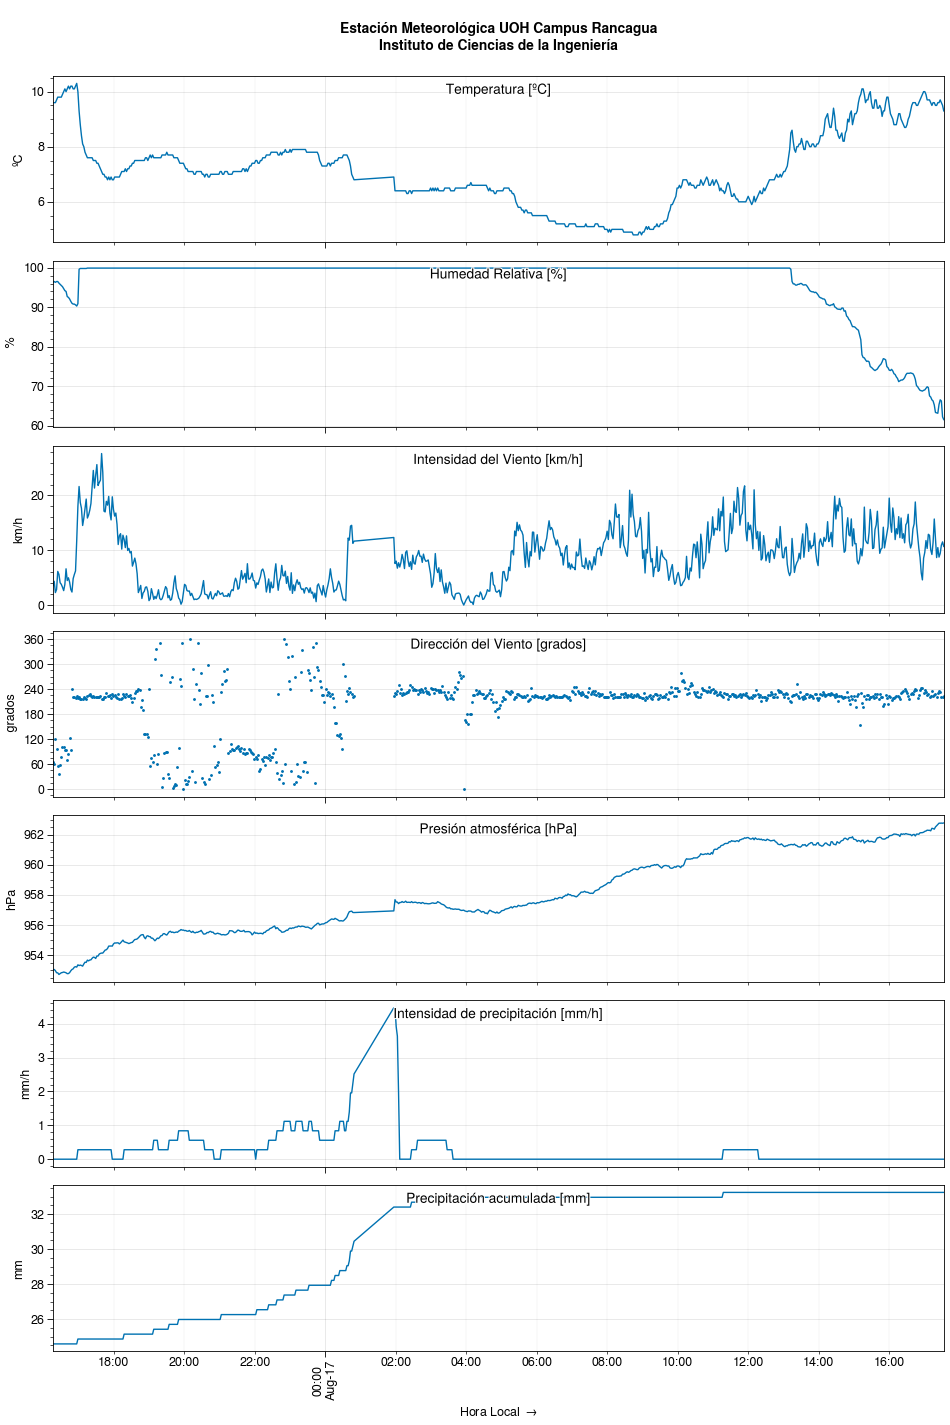 Estación Meteorológica UOH Campus Rancagua
Instituto de Ciencias de la Ingeniería
Temperatura [ºC]
10
8
6
ºC
Humedad Relativa [%]
100
90
80
70
60
%
Intensidad del Viento [km/h]
20
10
0
km/h
Dirección del Viento [grados]
360
300
240
180
120
60
0
grados
Presión atmosférica [hPa]
962
960
958
956
954
hPa
Intensidad de precipitación [mm/h]
4
3
2
1
0
mm/h
Precipitación acumulada [mm]
32
30
28
26
mm
18:00 20:00 22:00 00:00 02:00 04:00 06:00 08:00 10:00 12:00 14:00 16:00
Aug-17
Hora Local →